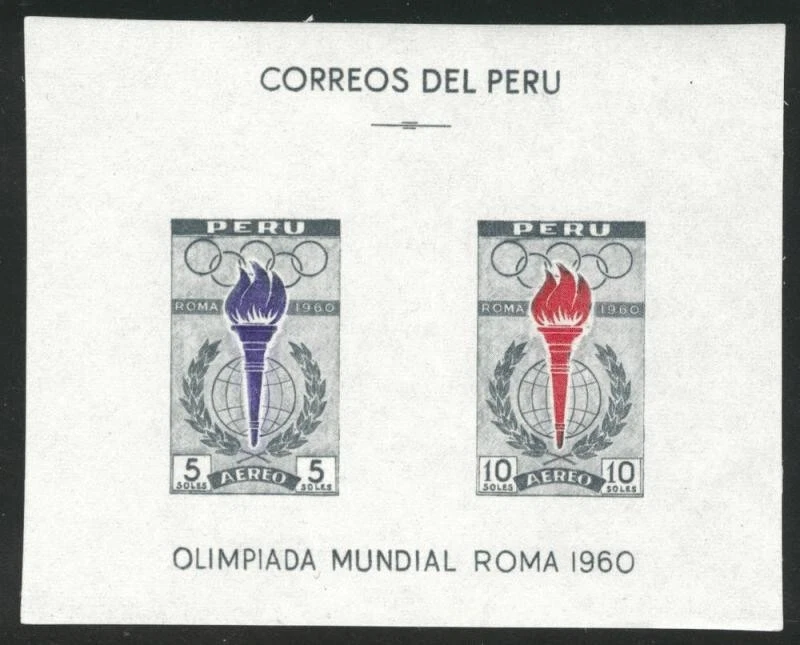 CORREOS DEL PERU
PERU
ROMA 1960
5 SOLES AEREO 5 SOLES
PERU
ROMA 1960
10 SOLES AEREO 10 SOLES
OLIMPIADA MUNDIAL ROMA 1960